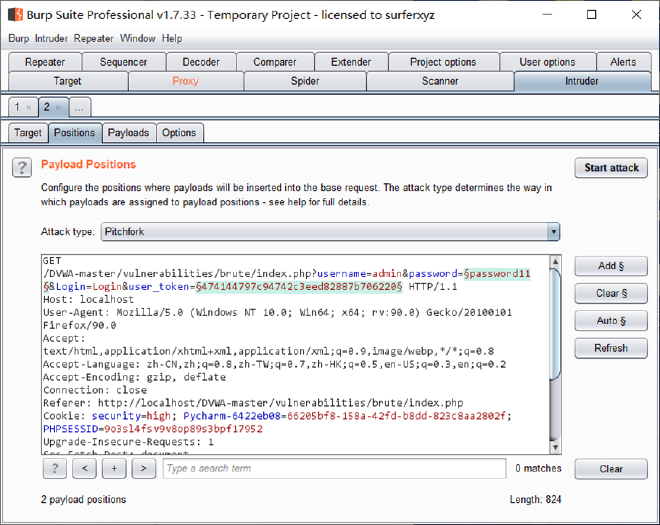 Burp Suite Professional v1.7.33 - Temporary Project - licensed to surferxyz
Burp Intruder Repeater Window Help
Repeater Sequencer Decoder Comparer Extender Project options User options Alerts
Target Proxy Spider Scanner Intruder
1 × 2 × ...
Target Positions Payloads Options
? Payload Positions Start attack
Configure the positions where payloads will be inserted into the base request. The attack type determines the way in
which payloads are assigned to payload positions - see help for full details.
Attack type: Pitchfork
GET
/DVWA-master/vulnerabilities/brute/index.php?username=admin&password=§password11
§&Login=Login&user_token=§474144797c94742c3eed82887b706220§ HTTP/1.1
Host: localhost
User-Agent: Mozilla/5.0 (Windows NT 10.0; Win64; x64; rv:90.0) Gecko/20100101
Firefox/90.0
Accept:
text/html,application/xhtml+xml,application/xml;q=0.9,image/webp,*/*;q=0.8
Accept-Language: zh-CN,zh;q=0.8,zh-TW;q=0.7,zh-HK;q=0.5,en-US;q=0.3,en;q=0.2
Accept-Encoding: gzip, deflate
Connection: close
Referer: http://localhost/DVWA-master/vulnerabilities/brute/index.php
Cookie: security=high; Pycharm-6422eb08=66205bf8-158a-42fd-b8dd-823c8aa2802f;
PHPSESSID=9o3sl4fsv9v8op89s3bpf17952
Upgrade-Insecure-Requests: 1
Sec-Fetch-Dest: document
Add §
Clear §
Auto §
Refresh
? < + > Type a search term 0 matches Clear
2 payload positions Length: 824